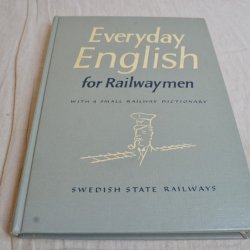 Everyday
English
for Railwaymen
WITH A SMALL RAILWAY DICTIONARY
SWEDISH STATE RAILWAYS